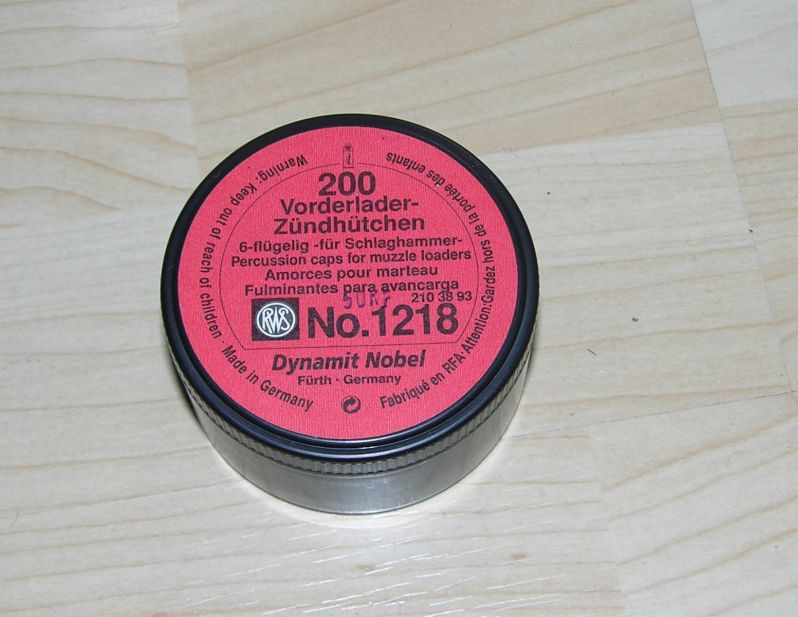 200
Vorderlader-
Zündhütchen
6-flügelig -für Schlaghammer-
Percussion caps for muzzle loaders
Amorces pour marteau
Fulminantes para avancarga
210 38 93
RWS No.1218
Dynamit Nobel
Fürth · Germany
Warning: Keep out of reach of children · Made in Germany
Fabriqué en RFA · Attention: Gardez hors de la portée des enfants